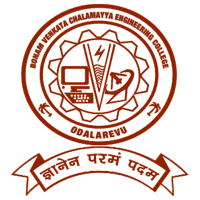 BONAM VENKATA CHALAMAYYA ENGINEERING COLLEGE
ODALAREVU
ज्ञानेन परमं पदम्